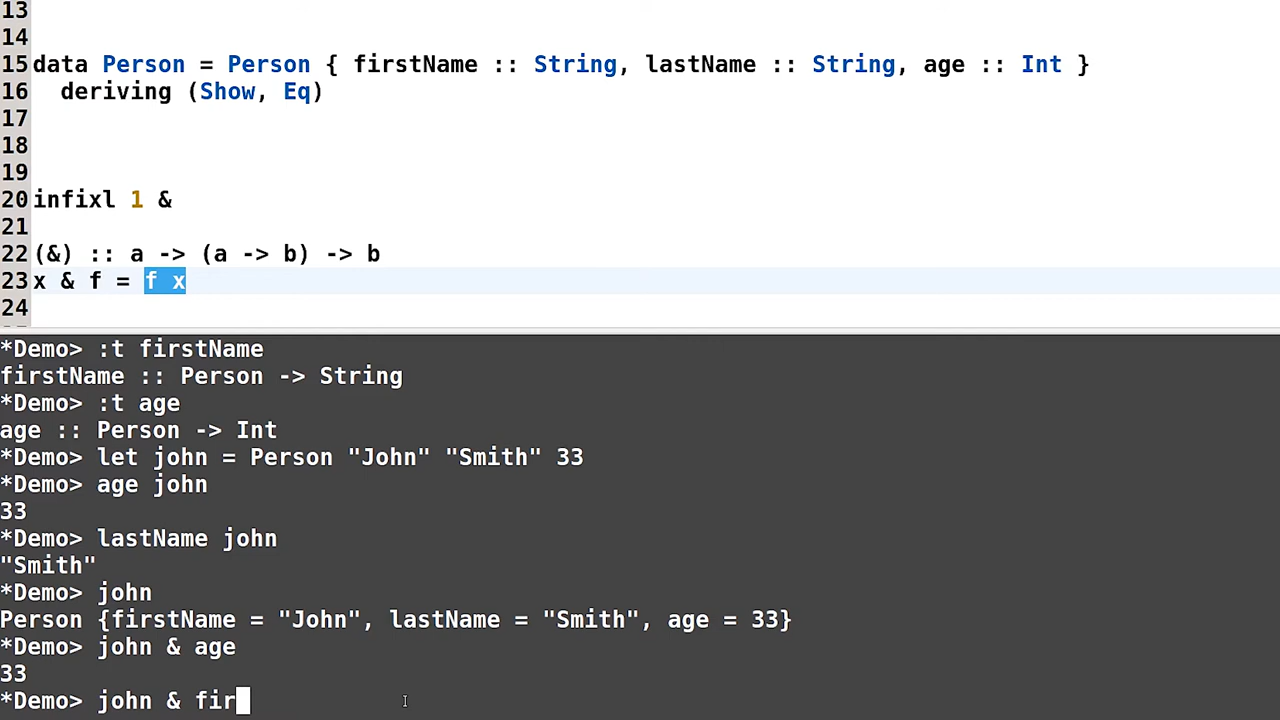 13
14
15 data Person = Person { firstName :: String, lastName :: String, age :: Int }
16   deriving (Show, Eq)
17
18
19
20 infixl 1 &
21
22 (&) :: a -> (a -> b) -> b
23 x & f = f x
24
*Demo> :t firstName
firstName :: Person -> String
*Demo> :t age
age :: Person -> Int
*Demo> let john = Person "John" "Smith" 33
*Demo> age john
33
*Demo> lastName john
"Smith"
*Demo> john
Person {firstName = "John", lastName = "Smith", age = 33}
*Demo> john & age
33
*Demo> john & fir